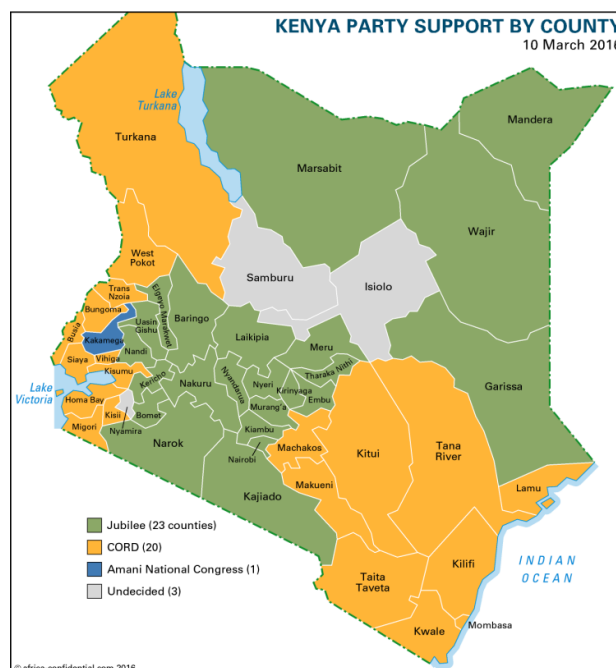 KENYA PARTY SUPPORT BY COUNTY
10 March 2016
Lake
Turkana
Turkana
Mandera
Marsabit
Wajir
West
Pokot
Samburu
Isiolo
Trans
Nzoia
Elgeyo Marakwet
Bungoma
Baringo
Busia
Uasin
Gishu
Kakamega
Laikipia
Meru
Nandi
Siaya
Vihiga
Kisumu
Kericho
Nakuru
Nyandarua
Nyeri
Tharaka Nithi
Kirinyaga
Garissa
Lake
Victoria
Homa Bay
Embu
Murang'a
Kisii
Bomet
Kiambu
Migori
Nyamira
Narok
Nairobi
Machakos
Kitui
Tana
River
Makueni
Lamu
Kajiado
Jubilee (23 counties)
CORD (20)
Amani National Congress (1)
Undecided (3)
Kilifi
INDIAN
OCEAN
Taita
Taveta
Mombasa
Kwale
© africa-confidential.com 2016